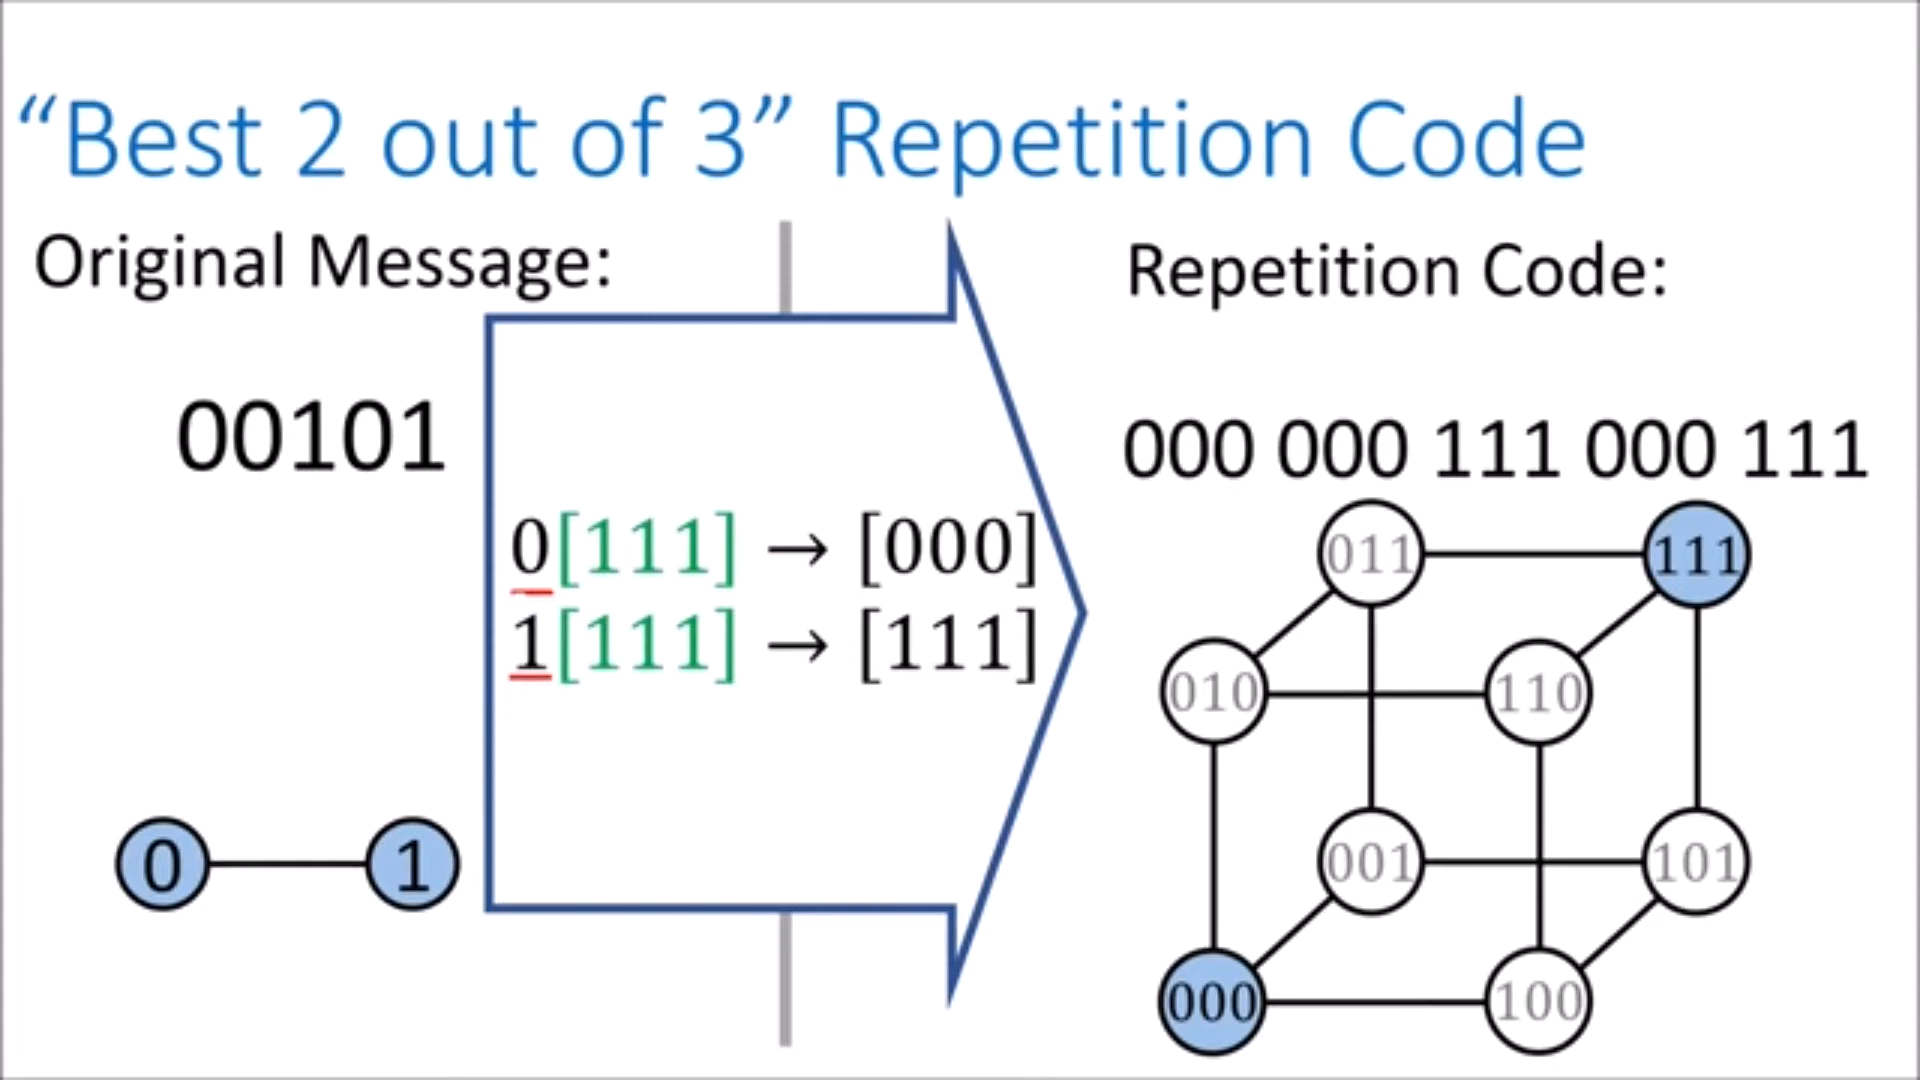 “Best 2 out of 3” Repetition Code
Original Message:
Repetition Code:
00101
000 000 111 000 111
0[111] → [000]
1[111] → [111]
011
111
010
110
0
1
001
101
000
100